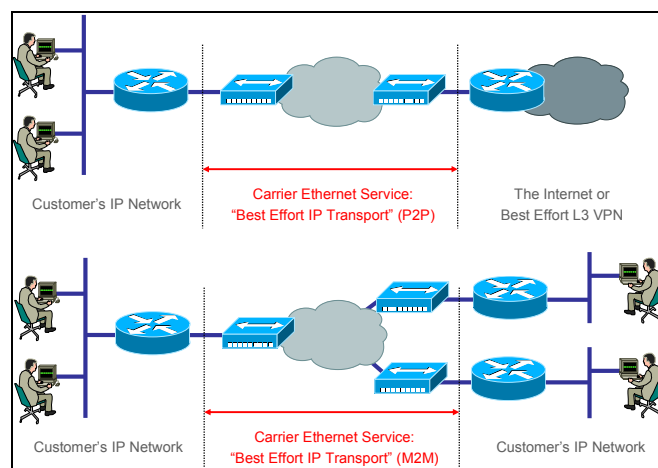 Customer's IP Network
Carrier Ethernet Service:
“Best Effort IP Transport” (P2P)
The Internet or
Best Effort L3 VPN
Customer's IP Network
Carrier Ethernet Service:
“Best Effort IP Transport” (M2M)
Customer's IP Network